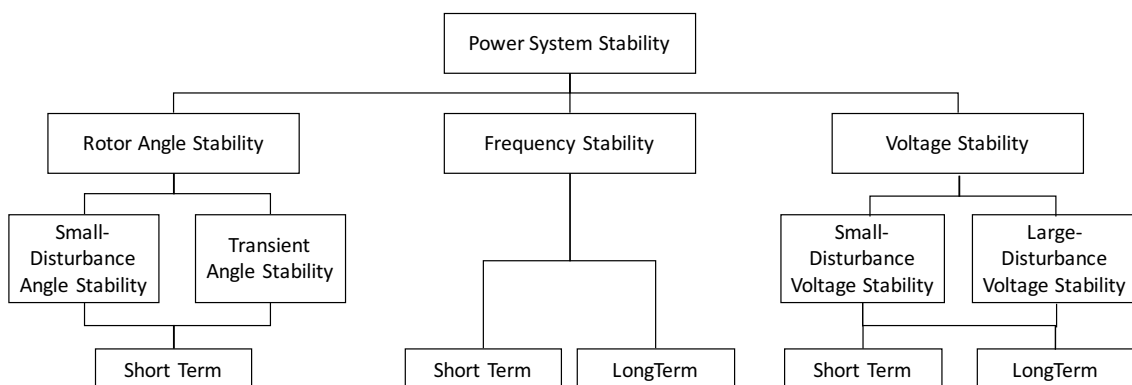 Power System Stability
Rotor Angle Stability
Frequency Stability
Voltage Stability
Small-
Disturbance
Angle Stability
Transient
Angle Stability
Small-
Disturbance
Voltage Stability
Large-
Disturbance
Voltage Stability
Short Term
Short Term
LongTerm
Short Term
LongTerm